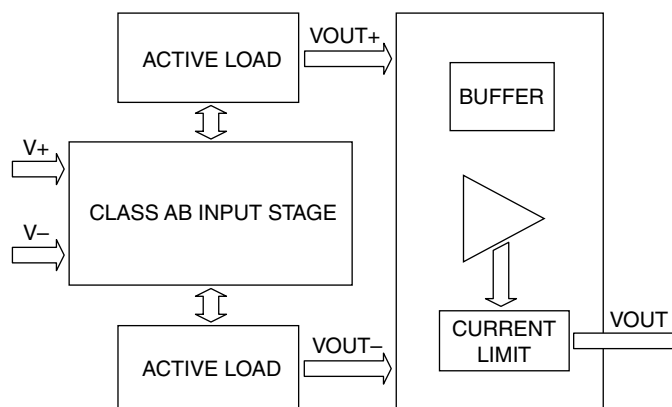 ACTIVE LOAD
VOUT+
BUFFER
V+
CLASS AB INPUT STAGE
V–
CURRENT
LIMIT
VOUT
ACTIVE LOAD
VOUT–